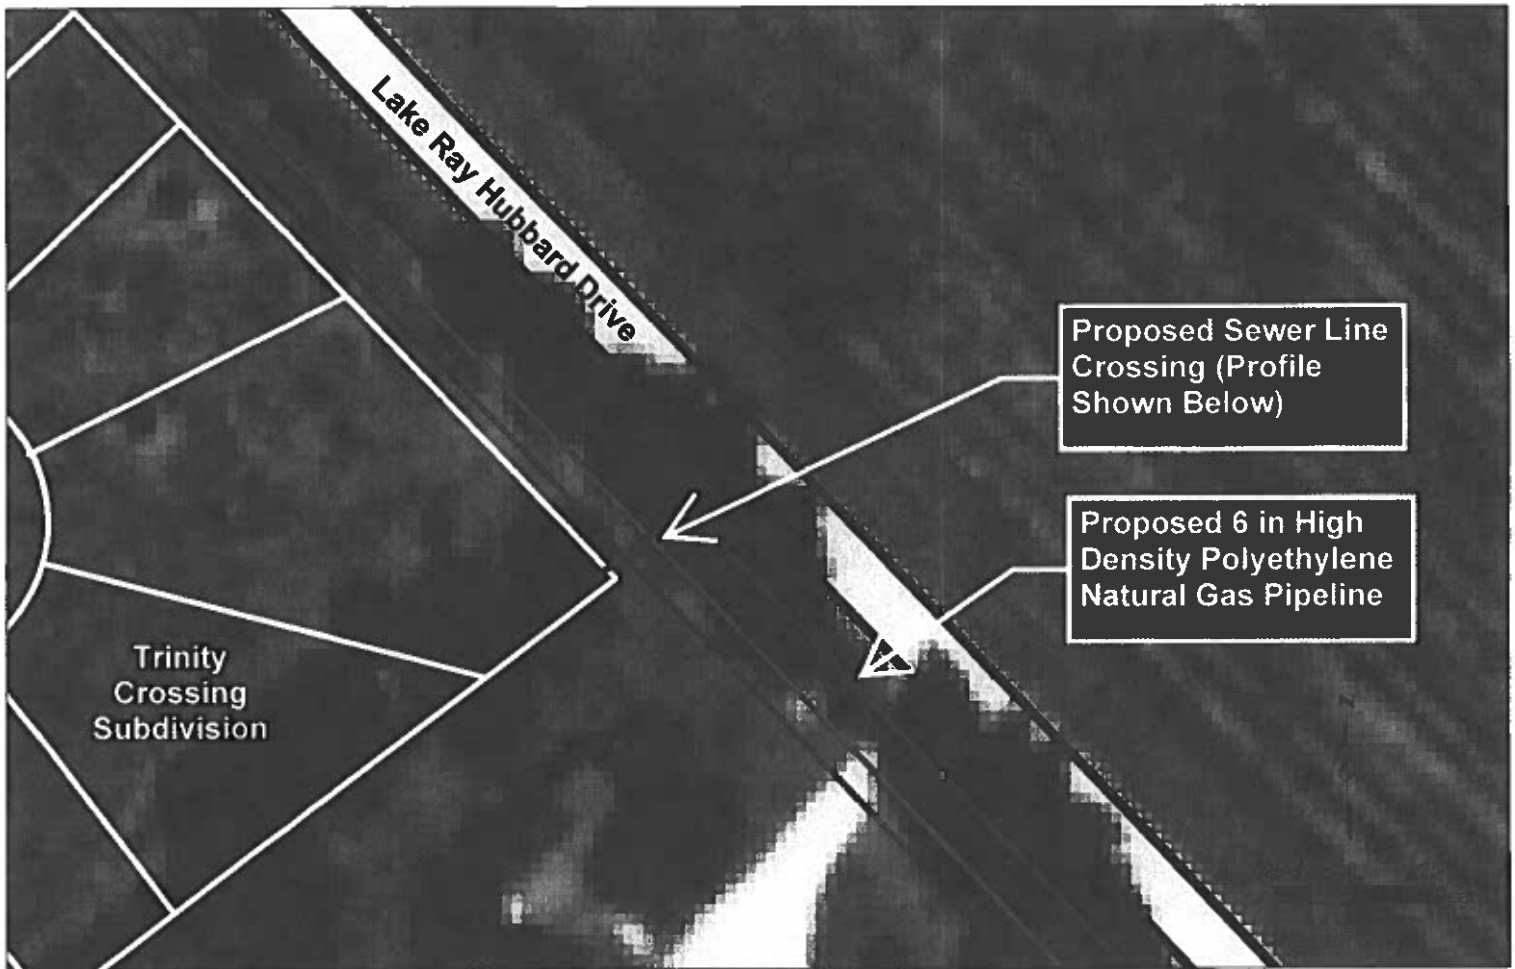 Lake Ray Hubbard Drive
Proposed Sewer Line
Crossing (Profile
Shown Below)
Proposed 6 in High
Density Polyethylene
Natural Gas Pipeline
Trinity
Crossing
Subdivision